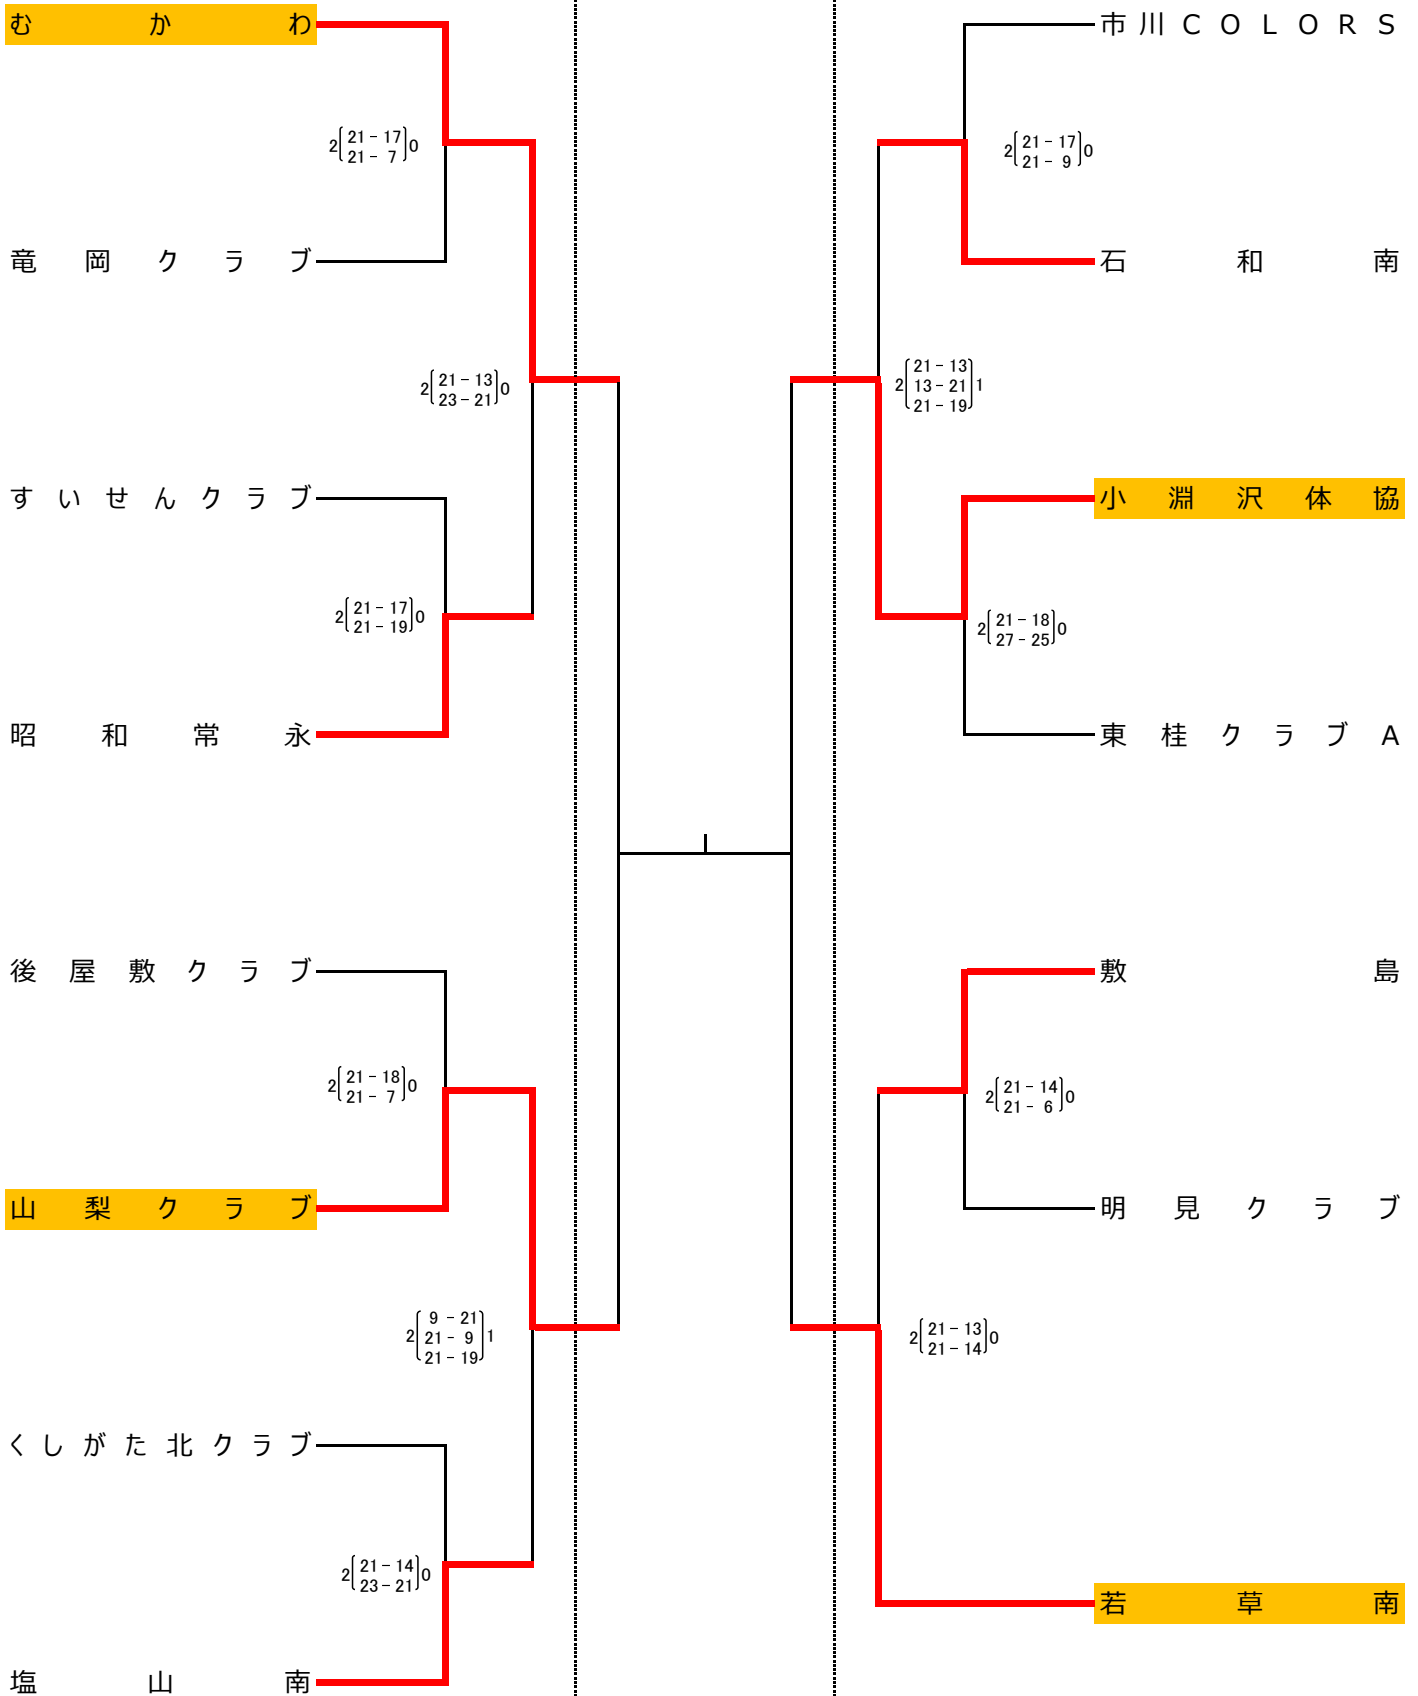 むかわ
2 21 - 17 0
21 - 7
竜岡クラブ
2 21 - 13 0
23 - 21
すいせんクラブ
2 21 - 17 0
21 - 19
昭和常永
後屋敷クラブ
2 21 - 18 0
21 - 7
山梨クラブ
9 - 21
2 21 - 9 1
21 - 19
くしがた北クラブ
2 21 - 14 0
23 - 21
塩山南
市川COLORS
2 21 - 17 0
21 - 9
石和南
21 - 13
2 13 - 21 1
21 - 19
小淵沢体協
2 21 - 18 0
27 - 25
東桂クラブA
敷島
2 21 - 14 0
21 - 6
明見クラブ
2 21 - 13 0
21 - 14
若草南